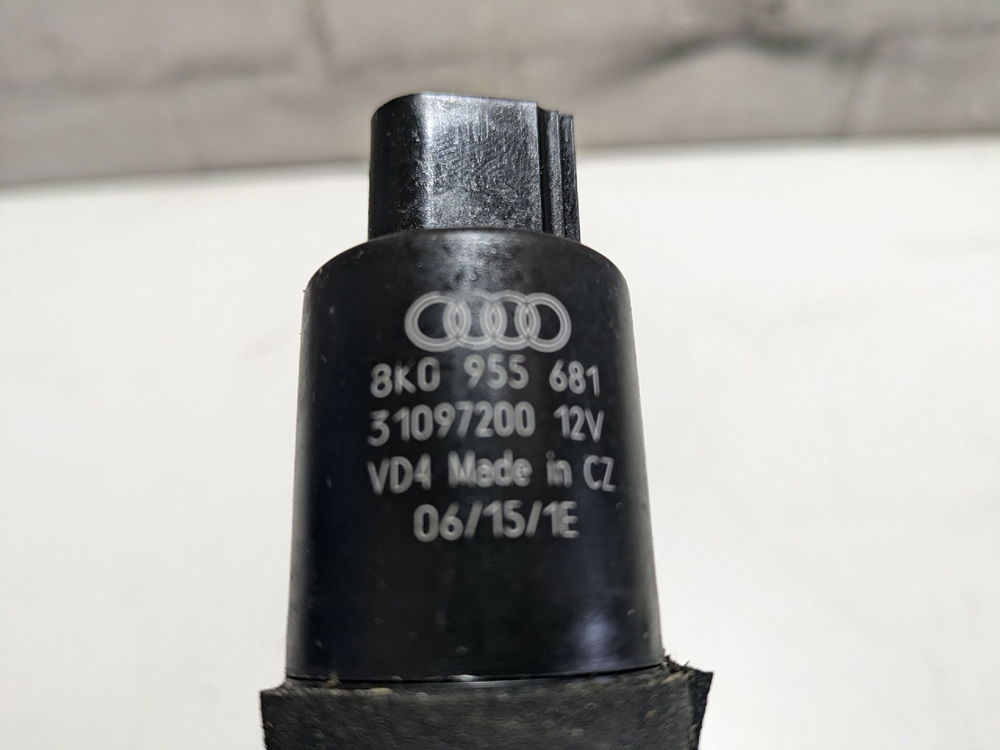 8K0 955 681
31097200 12V
VD4 Made in CZ
06/15/1E